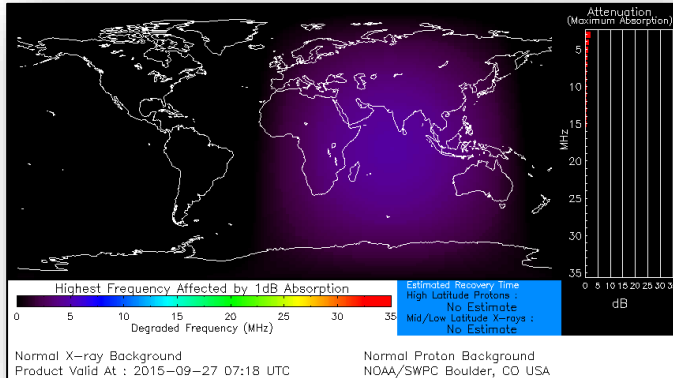 Attenuation
(Maximum Absorption)
5
10
15
MHz
20
25
30
35
0 5 10 15 20 25 30 35
dB
Highest Frequency Affected by 1dB Absorption
0 5 10 15 20 25 30 35
Degraded Frequency (MHz)
Estimated Recovery Time
High Latitude Protons :
No Estimate
Mid/Low Latitude X-rays :
No Estimate
Normal X-ray Background
Normal Proton Background
Product Valid At : 2015-09-27 07:18 UTC
NOAA/SWPC Boulder, CO USA